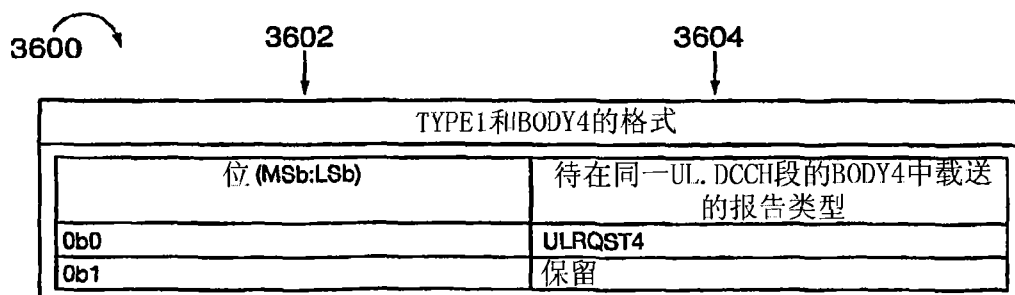 3600
3602
3604
TYPE1和BODY4的格式
位(MSb:LSb)
待在同一UL.DCCH段的BODY4中载送
的报告类型
0b0
ULRQST4
0b1
保留